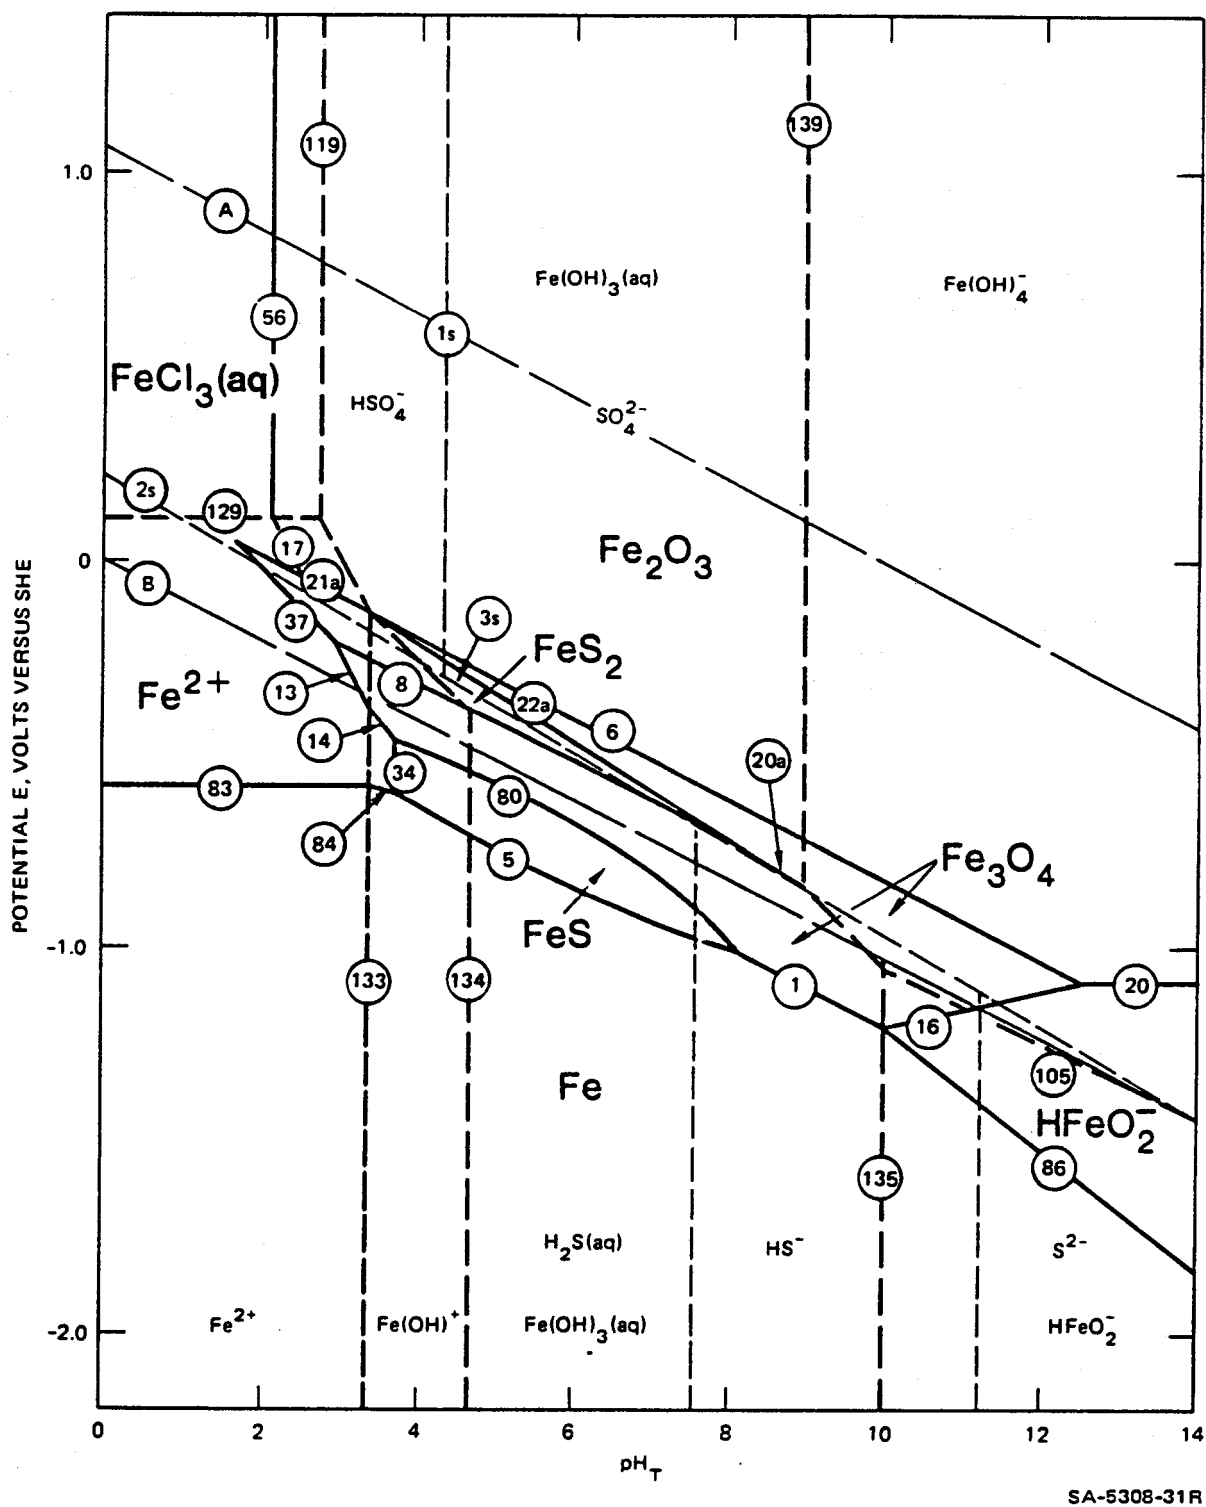 119
139
1.0
A
Fe(OH)₃(aq)
Fe(OH)₄⁻
56
1s
FeCl₃(aq)
HSO₄⁻
SO₄²⁻
2s
129
17
Fe₂O₃
0
B
21a
37
3s
FeS₂
Fe²⁺
13
8
22a
6
14
20a
34
83
80
84
5
Fe₃O₄
FeS
-1.0
133
134
1
20
16
105
Fe
HFeO₂⁻
135
86
H₂S(aq)
HS⁻
S²⁻
Fe²⁺
Fe(OH)⁺
Fe(OH)₃(aq)
HFeO₂⁻
-2.0
0 2 4 6 8 10 12 14
POTENTIAL E, VOLTS VERSUS SHE
pH_T
SA-5308-31R